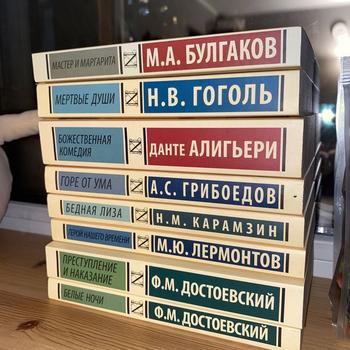 МАСТЕР И МАРГАРИТА М.А. БУЛГАКОВ
МЕРТВЫЕ ДУШИ Н.В. ГОГОЛЬ
БОЖЕСТВЕННАЯ
КОМЕДИЯ ДАНТЕ АЛИГЬЕРИ
ГОРЕ ОТ УМА А.С. ГРИБОЕДОВ
БЕДНАЯ ЛИЗА Н.М. КАРАМЗИН
ГЕРОЙ НАШЕГО ВРЕМЕНИ М.Ю. ЛЕРМОНТОВ
ПРЕСТУПЛЕНИЕ
И НАКАЗАНИЕ Ф.М. ДОСТОЕВСКИЙ
БЕЛЫЕ НОЧИ Ф.М. ДОСТОЕВСКИЙ